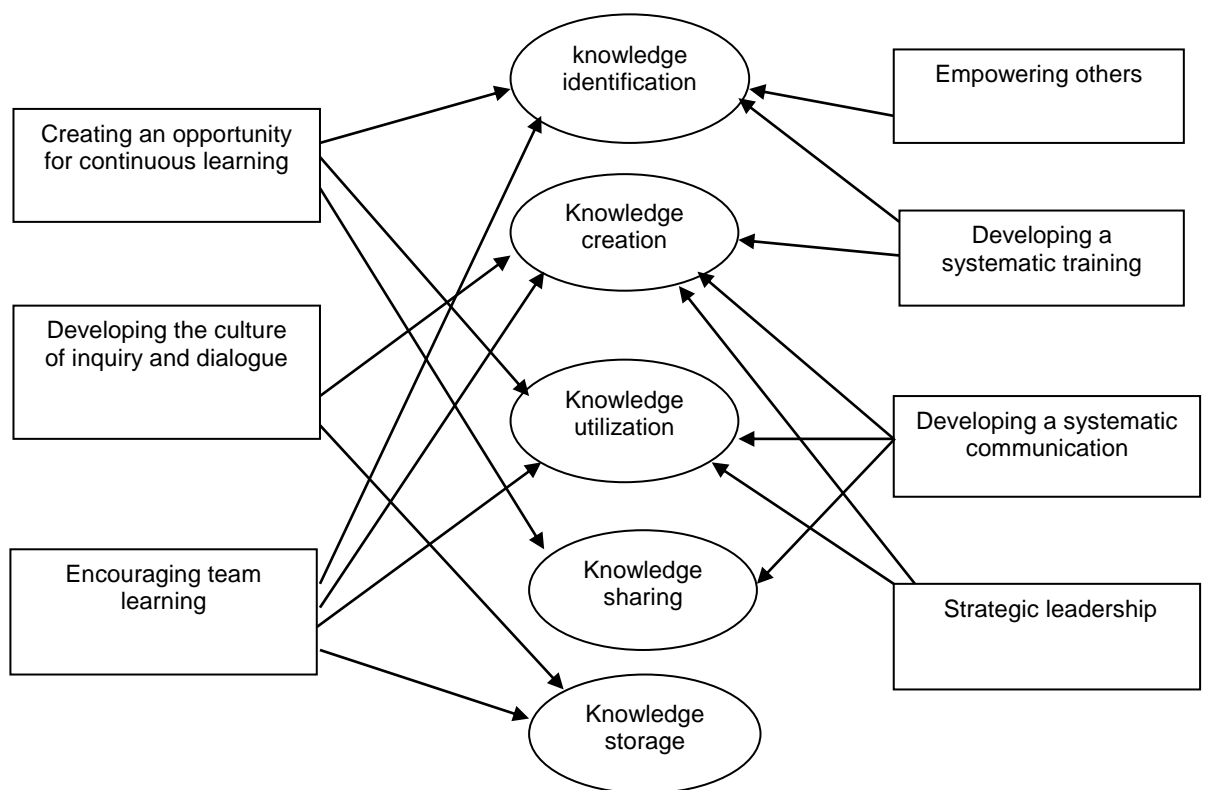 knowledge
identification
Empowering others
Creating an opportunity
for continuous learning
Knowledge
creation
Developing a
systematic training
Developing the culture
of inquiry and dialogue
Knowledge
utilization
Developing a systematic
communication
Encouraging team
learning
Knowledge
sharing
Strategic leadership
Knowledge
storage